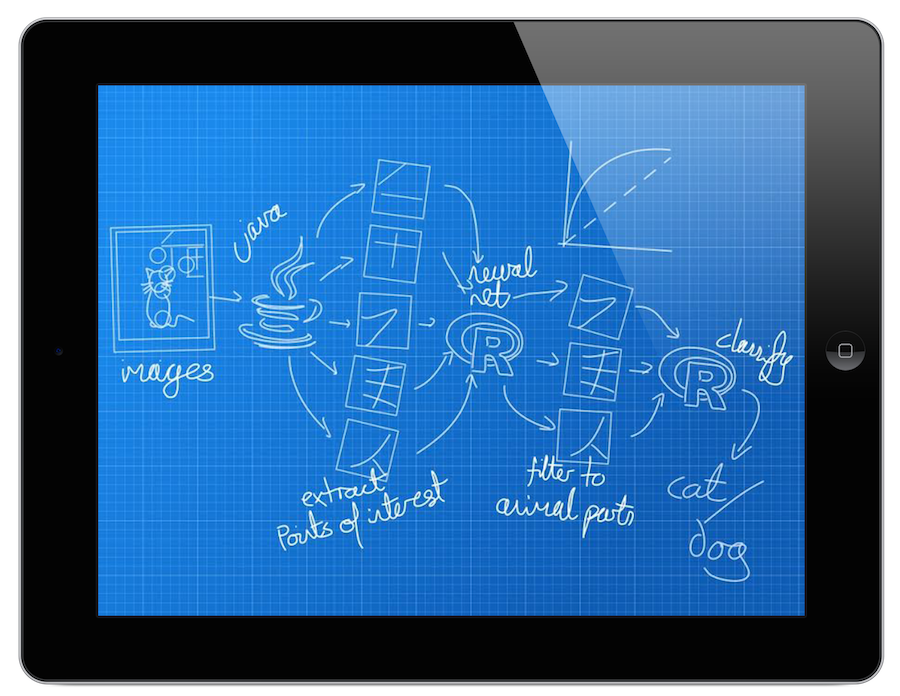 java
images
extract
Points of interest
neural
net
R
filter to
animal parts
R
classify
cat/
dog